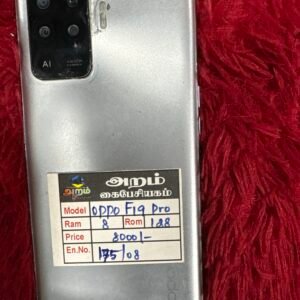 AI
அறம்
கைபேசியகம்
அறம்
Model OPPO F19 Pro
Ram 8 Rom 128
Price 8000/-
En.No. 175/08